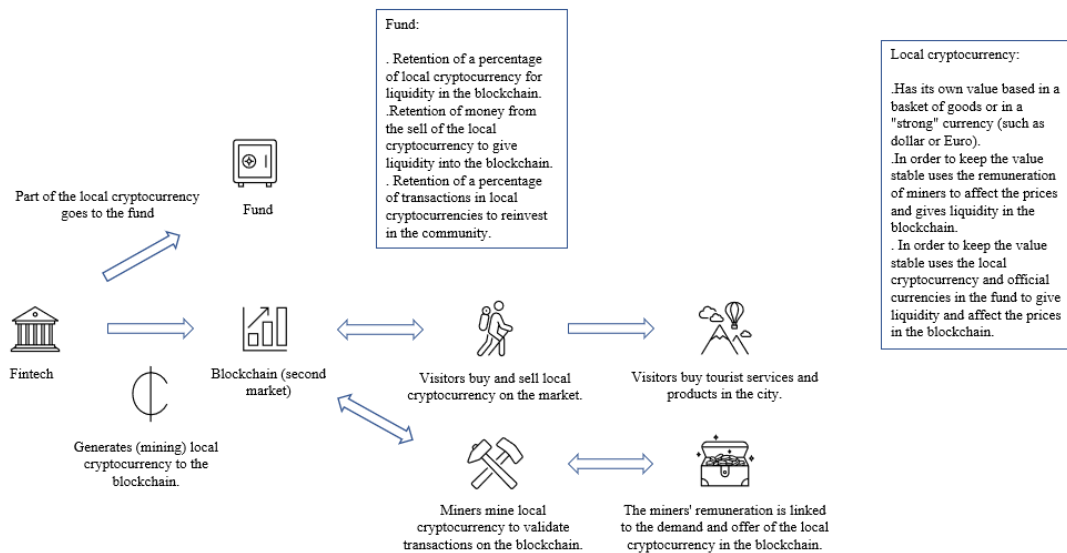 Fund:
. Retention of a percentage
of local cryptocurrency for
liquidity in the blockchain.
.Retention of money from
the sell of the local
cryptocurrency to give
liquidity into the blockchain.
. Retention of a percentage
of transactions in local
cryptocurrencies to reinvest
in the community.
Local cryptocurrency:
.Has its own value based in a
basket of goods or in a
"strong" currency (such as
dollar or Euro).
.In order to keep the value
stable uses the remuneration
of miners to affect the prices
and gives liquidity in the
blockchain.
. In order to keep the value
stable uses the local
cryptocurrency and official
currencies in the fund to give
liquidity and affect the prices
in the blockchain.
Part of the local cryptocurrency
goes to the fund
Fund
Fintech
Blockchain (second
market)
Visitors buy and sell local
cryptocurrency on the market.
Visitors buy tourist services and
products in the city.
Generates (mining) local
cryptocurrency to the
blockchain.
Miners mine local
cryptocurrency to validate
transactions on the blockchain.
The miners' remuneration is linked
to the demand and offer of the local
cryptocurrency in the blockchain.